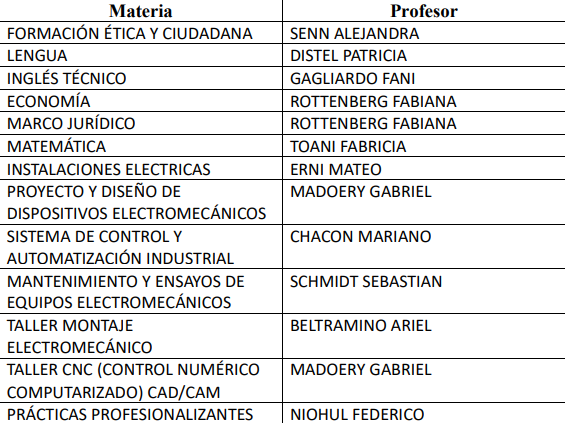 Materia Profesor
FORMACIÓN ÉTICA Y CIUDADANA SENN ALEJANDRA
LENGUA DISTEL PATRICIA
INGLÉS TÉCNICO GAGLIARDO FANI
ECONOMÍA ROTTENBERG FABIANA
MARCO JURÍDICO ROTTENBERG FABIANA
MATEMÁTICA TOANI FABRICIA
INSTALACIONES ELECTRICAS ERNI MATEO
PROYECTO Y DISEÑO DE MADOERY GABRIEL
DISPOSITIVOS ELECTROMECÁNICOS
SISTEMA DE CONTROL Y CHACON MARIANO
AUTOMATIZACIÓN INDUSTRIAL
MANTENIMIENTO Y ENSAYOS DE SCHMIDT SEBASTIAN
EQUIPOS ELECTROMECÁNICOS
TALLER MONTAJE BELTRAMINO ARIEL
ELECTROMECÁNICO
TALLER CNC (CONTROL NUMÉRICO MADOERY GABRIEL
COMPUTARIZADO) CAD/CAM
PRÁCTICAS PROFESIONALIZANTES NIOHUL FEDERICO